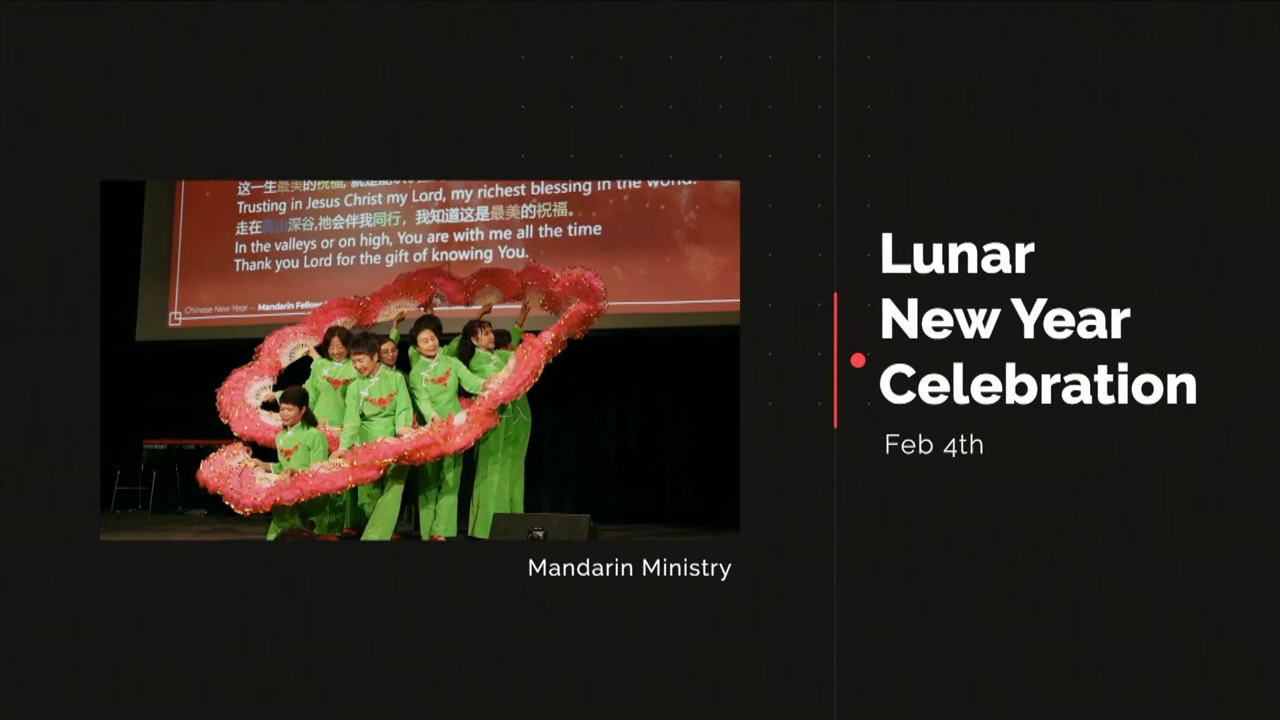 这一生最美的祝福,
Trusting in Jesus Christ my Lord, my richest blessing in the world.
走在高山深谷,祂会伴我同行，我知道这是最美的祝福。
In the valleys or on high, You are with me all the time
Thank you Lord for the gift of knowing You.
Chinese New Year – Mandarin
Mandarin Ministry
Lunar
New Year
Celebration
Feb 4th